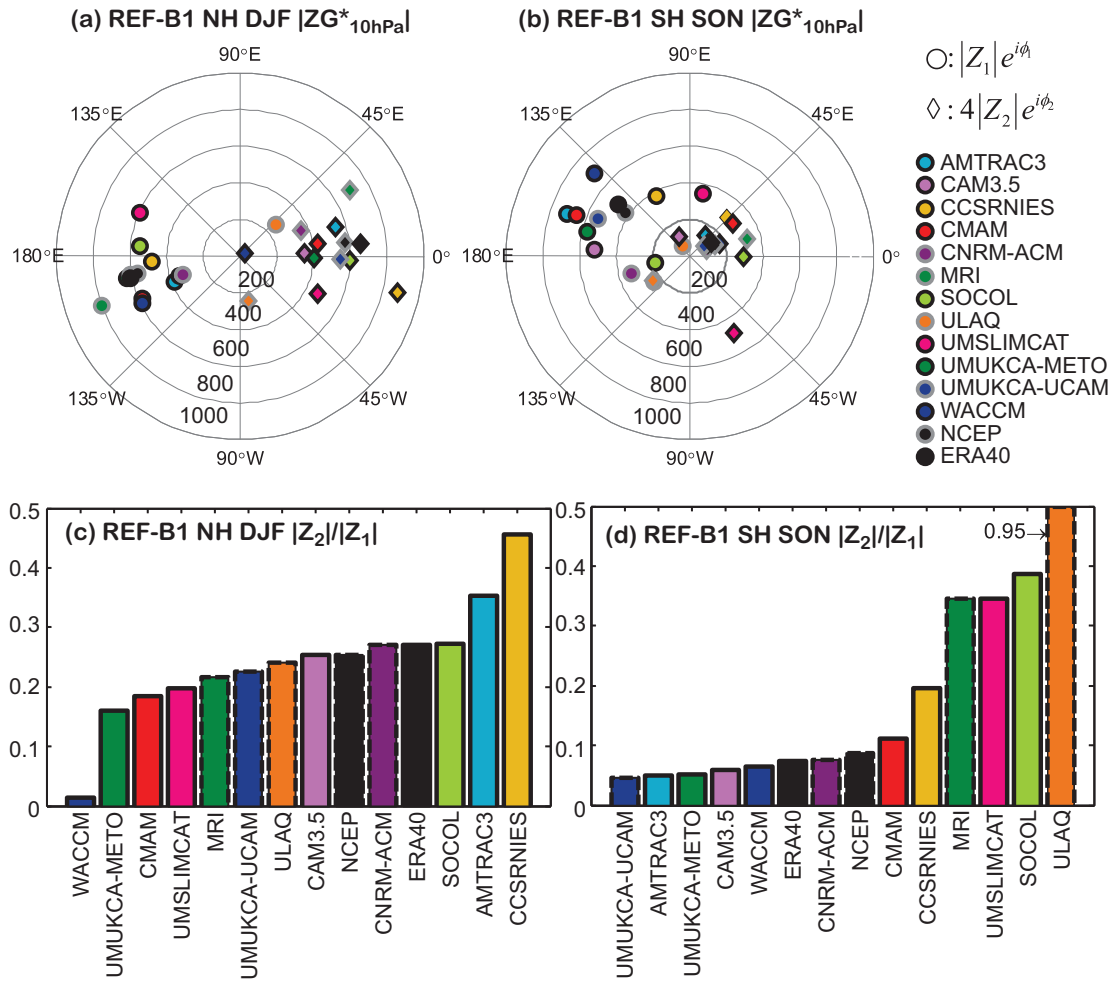 (a) REF-B1 NH DJF |ZG*10hPa|
(b) REF-B1 SH SON |ZG*10hPa|
90°E
135°E
45°E
180°E
0°
200
400
600
800
1000
135°W
45°W
90°W
90°E
135°E
45°E
180°E
0°
200
400
600
800
1000
135°W
45°W
90°W
○: |Z1| e^{iϕ1}
◊: 4|Z2| e^{iϕ2}
AMTRAC3
CAM3.5
CCSRNIES
CMAM
CNRM-ACM
MRI
SOCOL
ULAQ
UMSLIMCAT
UMUKCA-METO
UMUKCA-UCAM
WACCM
NCEP
ERA40
(c) REF-B1 NH DJF |Z2|/|Z1|
0.5
0.4
0.3
0.2
0.1
0
WACCM
UMUKCA-METO
CMAM
UMSLIMCAT
MRI
UMUKCA-UCAM
ULAQ
CAM3.5
NCEP
CNRM-ACM
ERA40
SOCOL
AMTRAC3
CCSRNIES
(d) REF-B1 SH SON |Z2|/|Z1|
0.95→
0.5
0.4
0.3
0.2
0.1
0
UMUKCA-UCAM
AMTRAC3
UMUKCA-METO
CAM3.5
WACCM
ERA40
CNRM-ACM
NCEP
CMAM
CCSRNIES
MRI
UMSLIMCAT
SOCOL
ULAQ